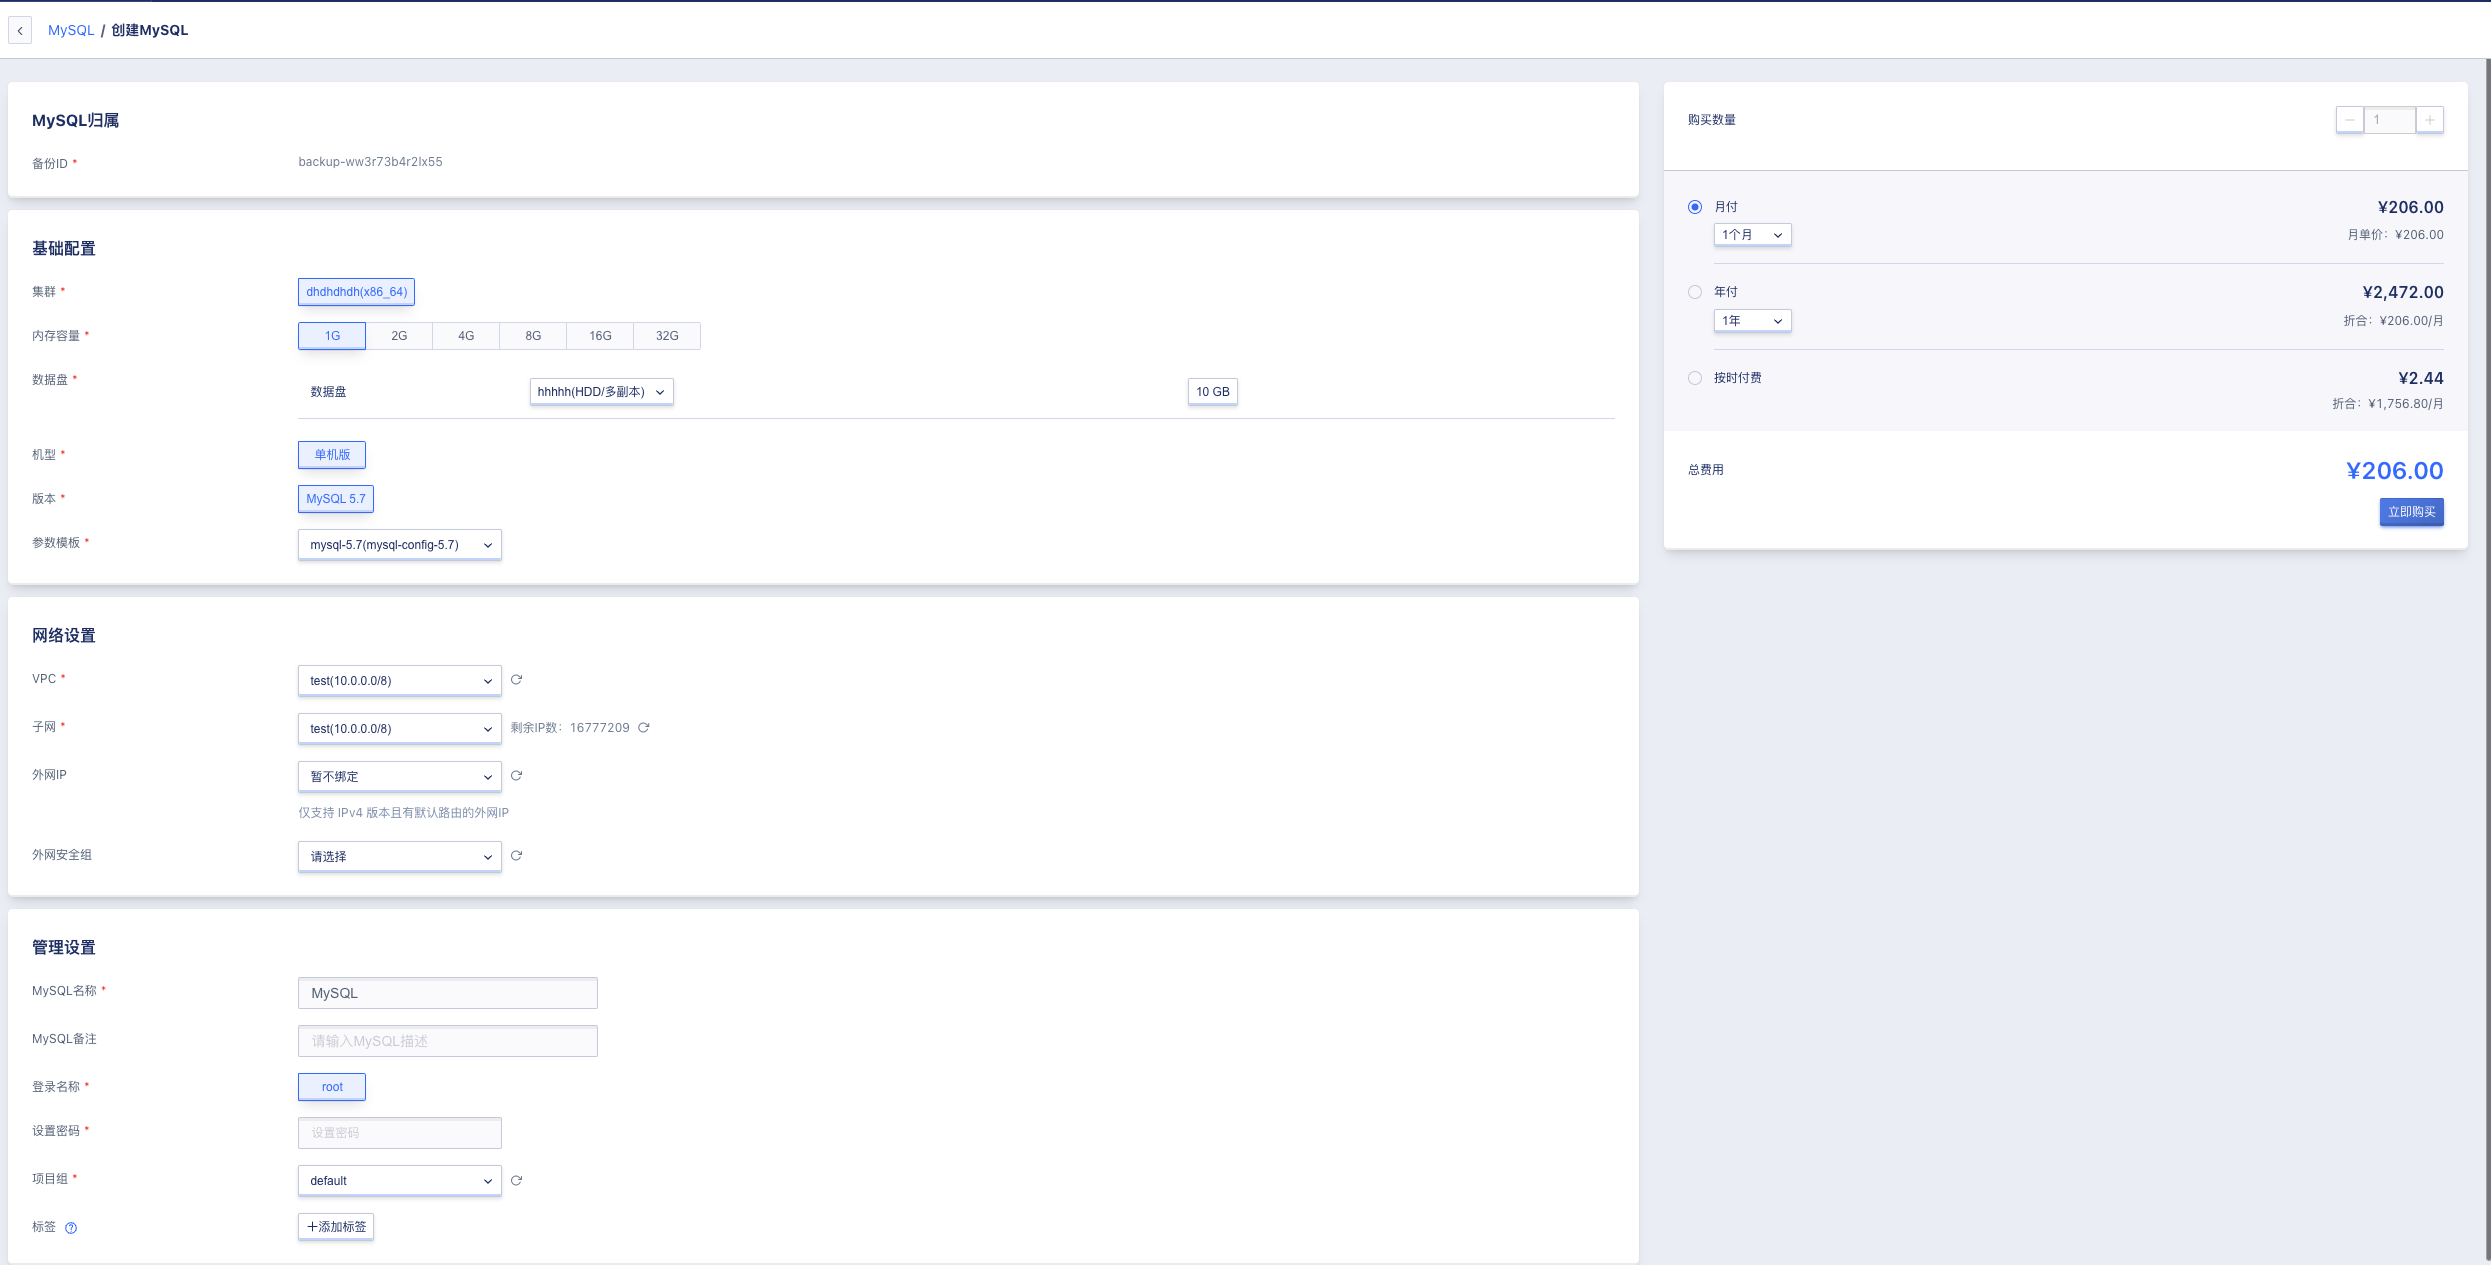 MySQL / 创建MySQL
MySQL归属
备份ID *
backup-ww3r73b4r2lx55
基础配置
集群 *
dhdhdhdh(x86_64)
内存容量 *
1G 2G 4G 8G 16G 32G
数据盘 *
数据盘 hhhhh(HDD/多副本) 10 GB
机型 *
单机版
版本 *
MySQL 5.7
参数模板 *
mysql-5.7(mysql-config-5.7)
网络设置
VPC *
test(10.0.0.0/8)
子网 *
test(10.0.0.0/8) 剩余IP数: 16777209
外网IP
暂不绑定
仅支持 IPv4 版本且有默认路由的外网IP
外网安全组
请选择
管理设置
MySQL名称 *
MySQL
MySQL备注
请输入MySQL描述
登录名称 *
root
设置密码 *
设置密码
项目组 *
default
标签
+添加标签
购买数量
1
月付 ¥206.00
1个月 月单价: ¥206.00
年付 ¥2,472.00
1年 折合: ¥206.00/月
按时付费 ¥2.44
折合: ¥1,756.80/月
总费用 ¥206.00
立即购买